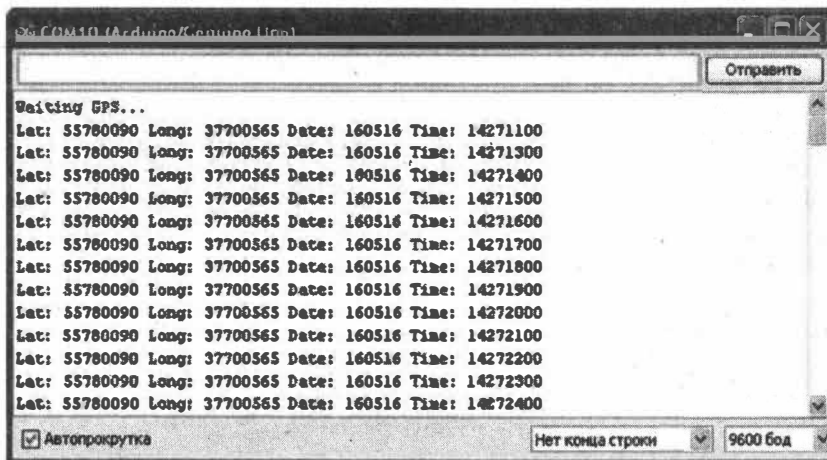 COM10 (Arduino/Genuino Uno)
Отправить
Waiting GPS...
Lat: 55780090 Long: 37700565 Date: 160516 Time: 14271100
Lat: 55780090 Long: 37700565 Date: 160516 Time: 14271300
Lat: 55780090 Long: 37700565 Date: 160516 Time: 14271400
Lat: 55780090 Long: 37700565 Date: 160516 Time: 14271500
Lat: 55780090 Long: 37700565 Date: 160516 Time: 14271600
Lat: 55780090 Long: 37700565 Date: 160516 Time: 14271700
Lat: 55780090 Long: 37700565 Date: 160516 Time: 14271800
Lat: 55780090 Long: 37700565 Date: 160516 Time: 14271900
Lat: 55780090 Long: 37700565 Date: 160516 Time: 14272000
Lat: 55780090 Long: 37700565 Date: 160516 Time: 14272100
Lat: 55780090 Long: 37700565 Date: 160516 Time: 14272200
Lat: 55780090 Long: 37700565 Date: 160516 Time: 14272300
Lat: 55780090 Long: 37700565 Date: 160516 Time: 14272400
Автопрокрутка Нет конца строки 9600 бод